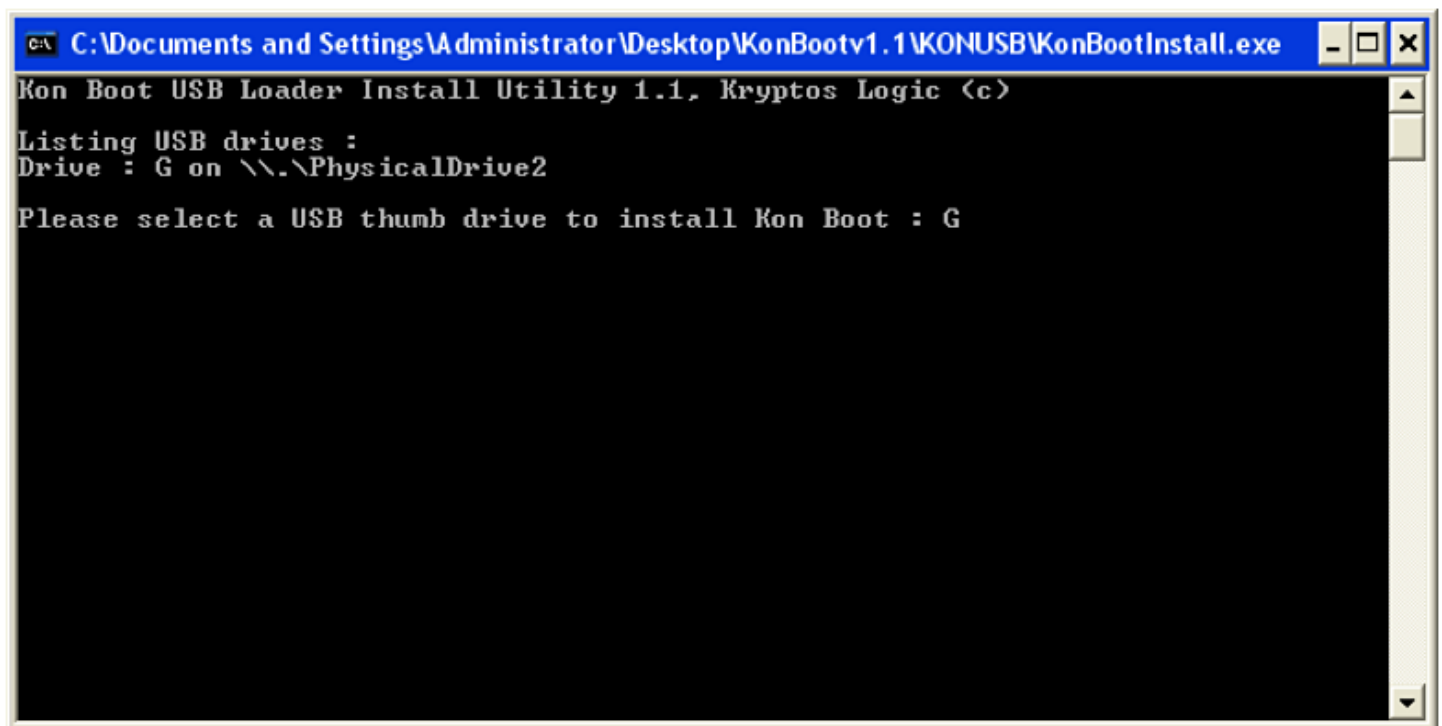 C:\Documents and Settings\Administrator\Desktop\KonBootv1.1\KONUSB\KonBootInstall.exe
Kon Boot USB Loader Install Utility 1.1, Kryptos Logic (c)
Listing USB drives :
Drive : G on \\.\PhysicalDrive2
Please select a USB thumb drive to install Kon Boot : G